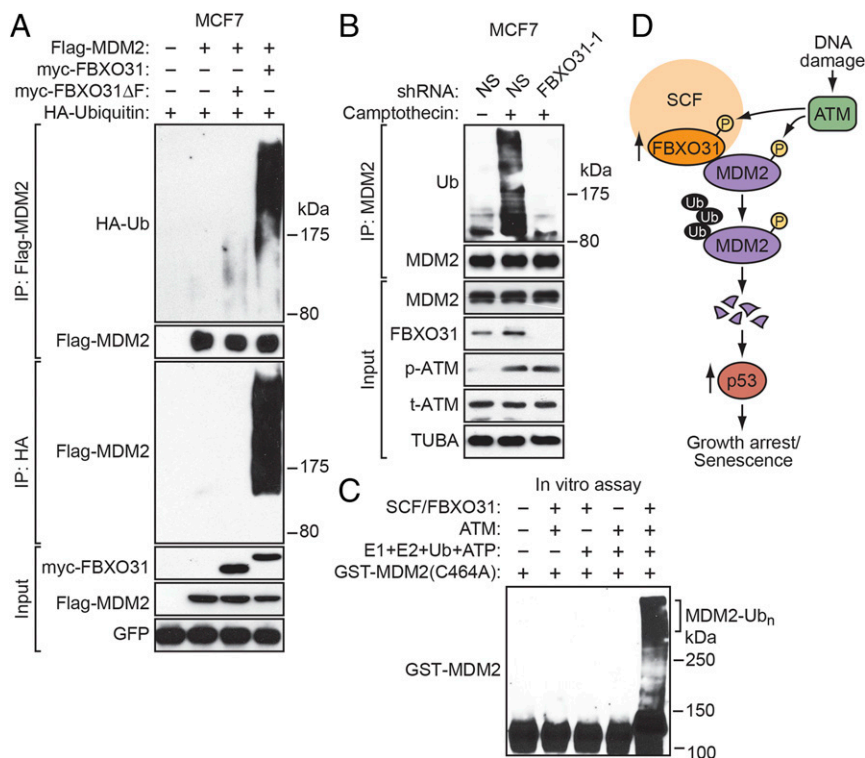 A
MCF7
Flag-MDM2: – + + +
myc-FBXO31: – – – +
myc-FBXO31ΔF: – – + –
HA-Ubiquitin: + + + +
IP: Flag-MDM2
HA-Ub
kDa
–175
–80
Flag-MDM2
IP: HA
Flag-MDM2
–175
–80
Input
myc-FBXO31
Flag-MDM2
GFP
B
MCF7
shRNA: NS NS FBXO31-1
Camptothecin: – + +
IP: MDM2
Ub
kDa
–175
–80
MDM2
Input
MDM2
FBXO31
p-ATM
t-ATM
TUBA
C
In vitro assay
SCF/FBXO31: – + + – +
ATM: – + – + +
E1+E2+Ub+ATP: – – + + +
GST-MDM2(C464A): + + + + +
GST-MDM2
MDM2-Ubn
kDa
–250
–150
–100
D
DNA
damage
ATM
SCF
P
FBXO31
P
MDM2
Ub
Ub
Ub
P
MDM2
p53
Growth arrest/
Senescence